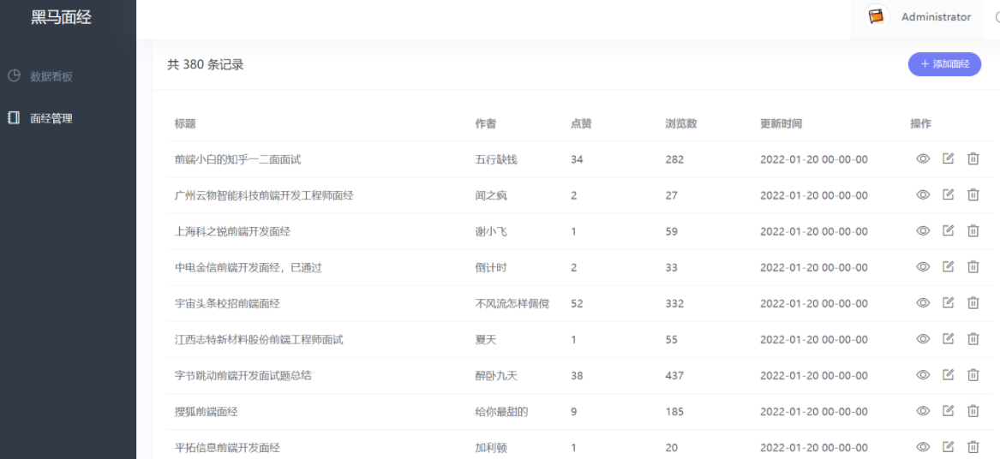 黑马面经
Administrator
数据看板
面经管理
共 380 条记录
+ 添加面经
标题 作者 点赞 浏览数 更新时间 操作
前端小白的知乎一二面面试 五行缺钱 34 282 2022-01-20 00-00-00
广州云物智能科技前端开发工程师面经 闻之疯 2 27 2022-01-20 00-00-00
上海科之锐前端开发面经 谢小飞 1 59 2022-01-20 00-00-00
中电金信前端开发面经，已通过 倒计时 2 33 2022-01-20 00-00-00
宇宙头条校招前端面经 不风流怎样倜傥 52 332 2022-01-20 00-00-00
江西志特新材料股份前端工程师面试 夏天 1 55 2022-01-20 00-00-00
字节跳动前端开发面试题总结 醉卧九天 38 437 2022-01-20 00-00-00
搜狐前端面经 给你最甜的 9 185 2022-01-20 00-00-00
平拓信息前端开发面经 加利顿 1 20 2022-01-20 00-00-00